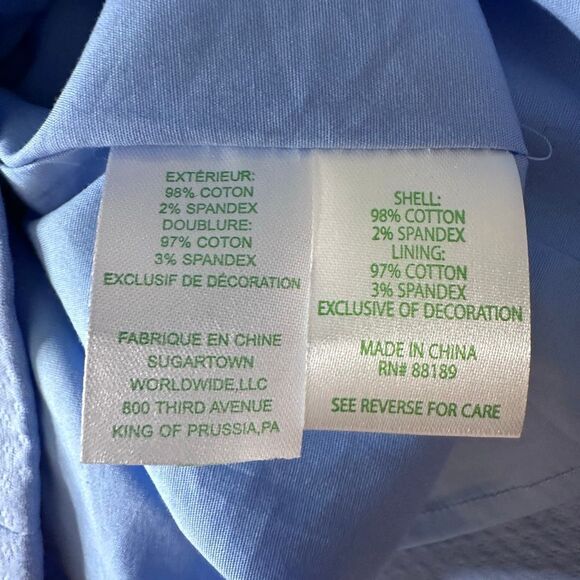 EXTÉRIEUR:
98% COTON
2% SPANDEX
DOUBLURE:
97% COTON
3% SPANDEX
EXCLUSIF DE DÉCORATION
FABRIQUE EN CHINE
SUGARTOWN
WORLDWIDE,LLC
800 THIRD AVENUE
KING OF PRUSSIA,PA
SHELL:
98% COTTON
2% SPANDEX
LINING:
97% COTTON
3% SPANDEX
EXCLUSIVE OF DECORATION
MADE IN CHINA
RN# 88189
SEE REVERSE FOR CARE